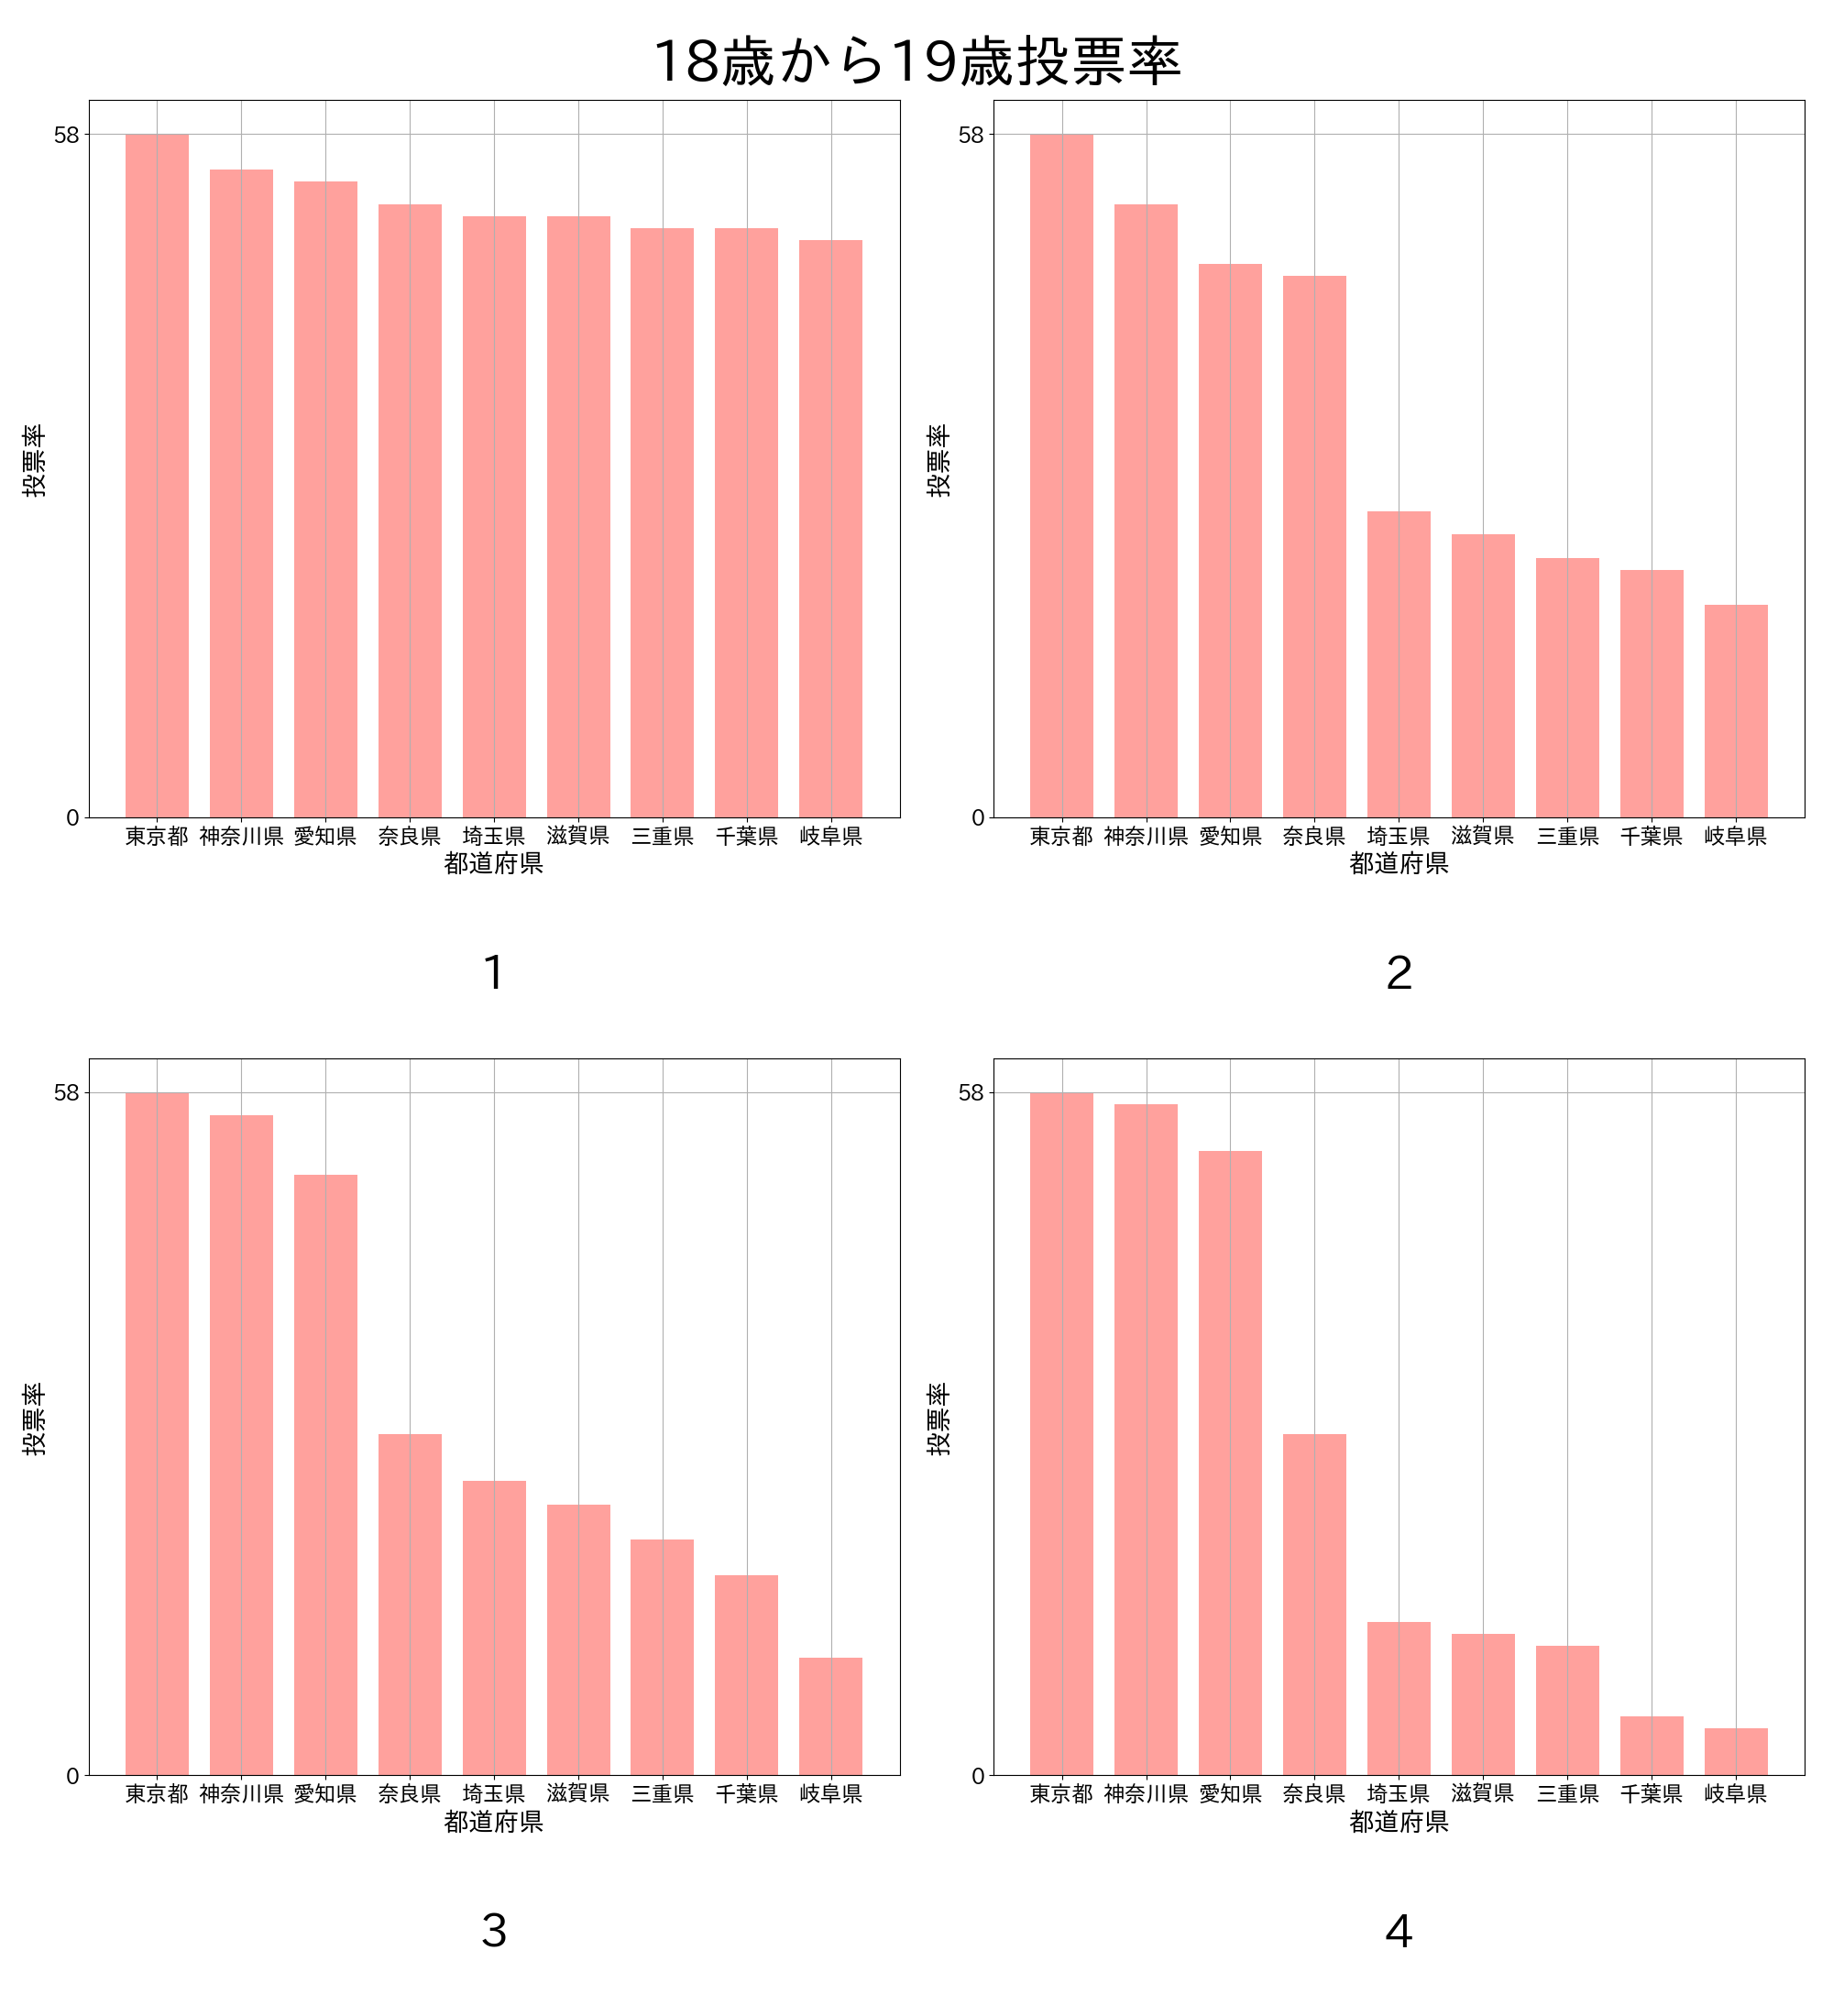 18歳から19歳投票率
58
0
投票率
東京都 神奈川県 愛知県 奈良県 埼玉県 滋賀県 三重県 千葉県 岐阜県
都道府県
1
58
0
投票率
東京都 神奈川県 愛知県 奈良県 埼玉県 滋賀県 三重県 千葉県 岐阜県
都道府県
2
58
0
投票率
東京都 神奈川県 愛知県 奈良県 埼玉県 滋賀県 三重県 千葉県 岐阜県
都道府県
3
58
0
投票率
東京都 神奈川県 愛知県 奈良県 埼玉県 滋賀県 三重県 千葉県 岐阜県
都道府県
4